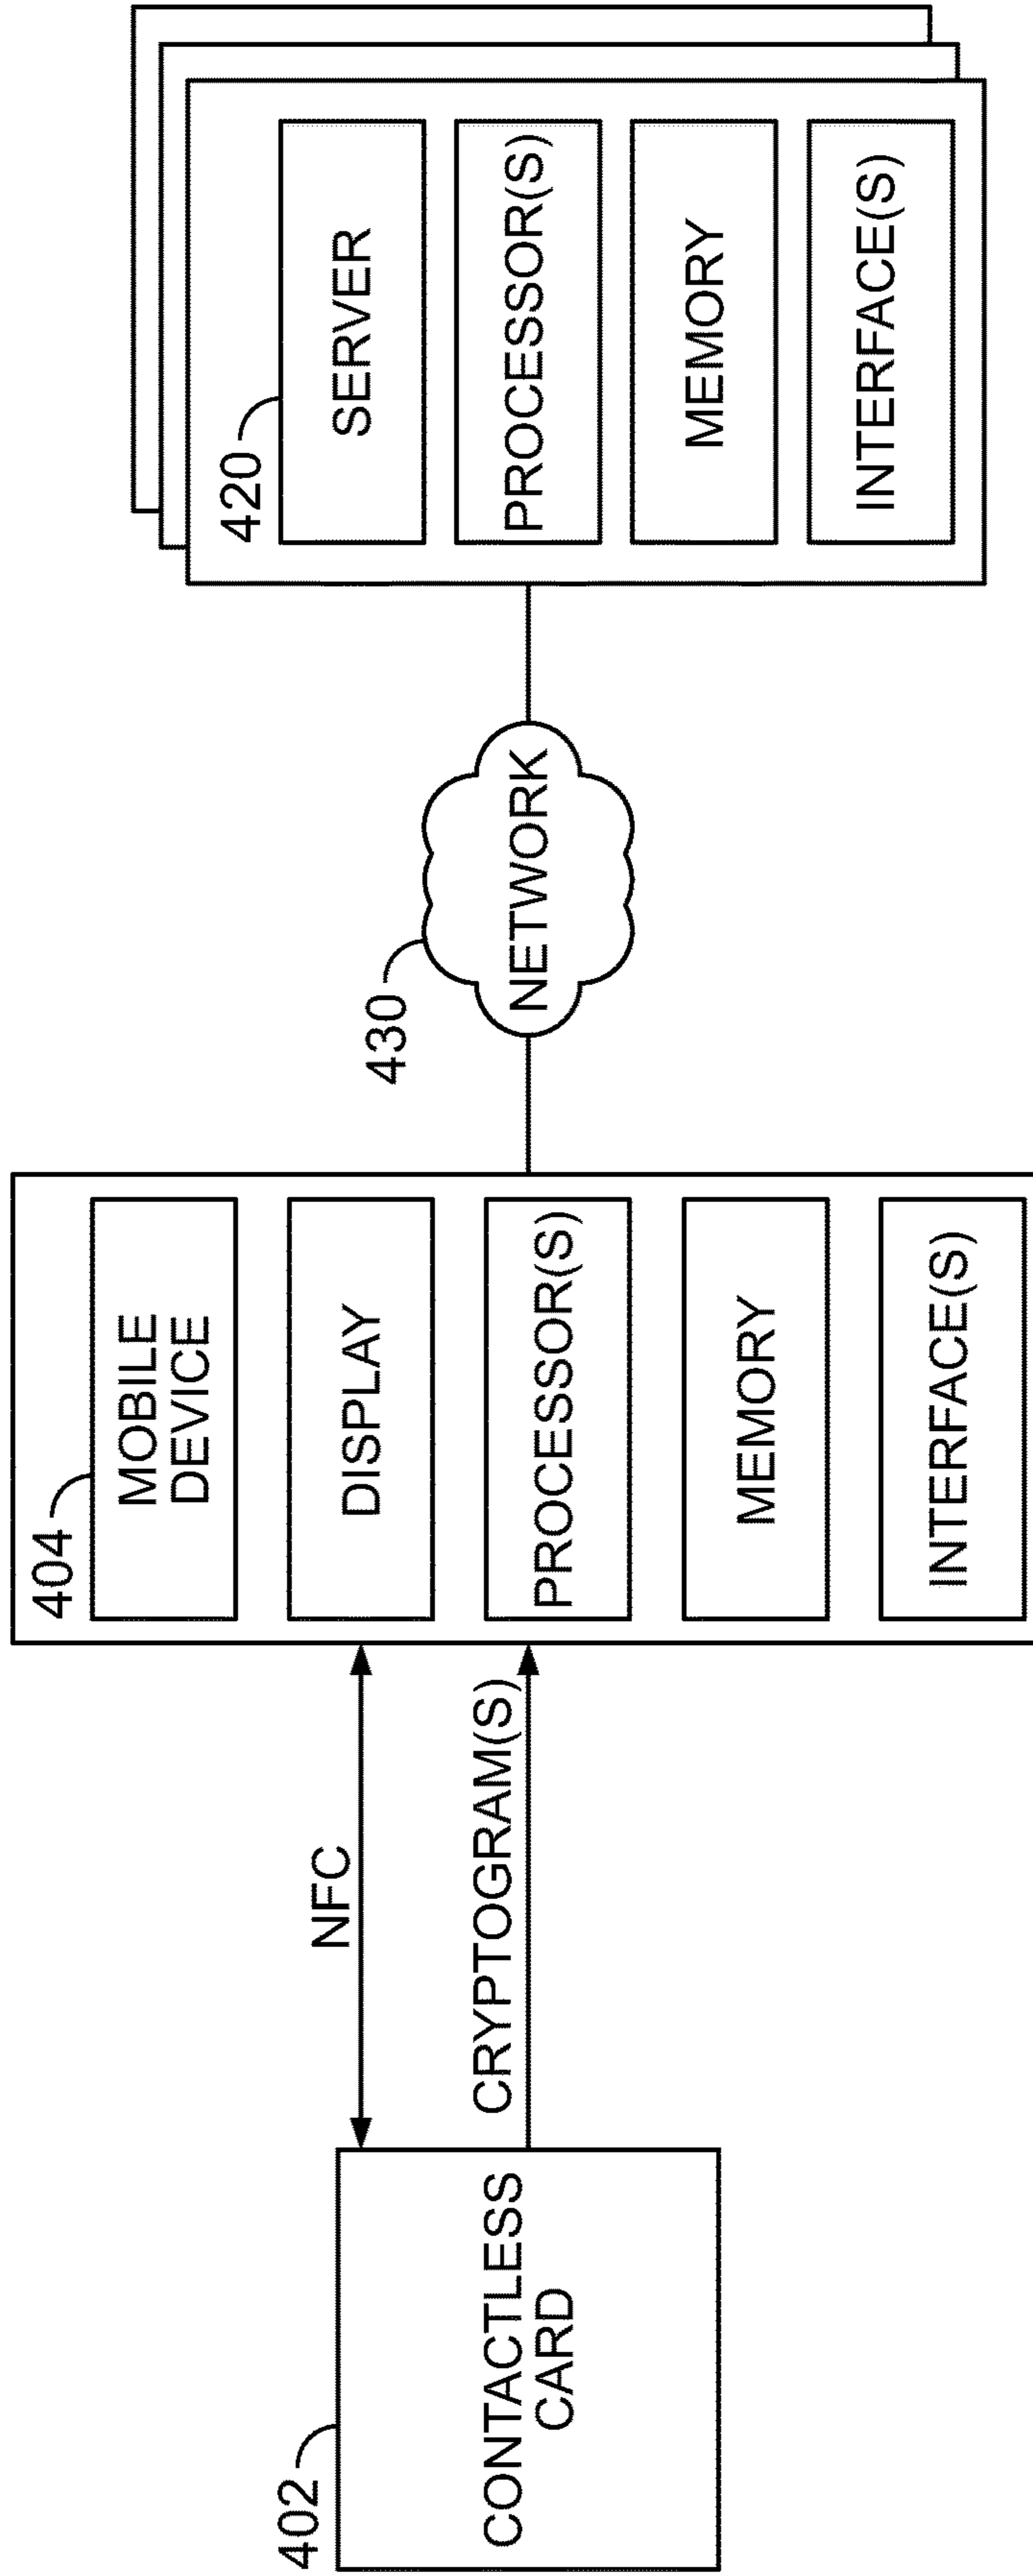 402
CONTACTLESS
CARD
NFC
CRYPTOGRAM(S)
404
MOBILE
DEVICE
DISPLAY
PROCESSOR(S)
MEMORY
INTERFACE(S)
430
NETWORK
420
SERVER
PROCESSOR(S)
MEMORY
INTERFACE(S)